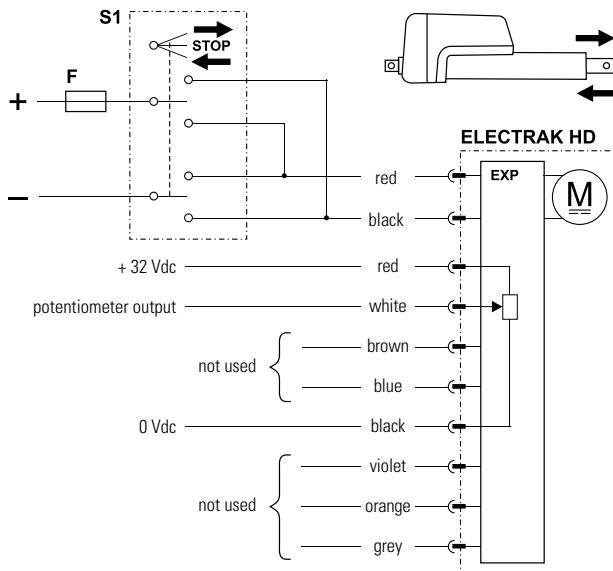 S1
STOP
F
+
–
ELECTRAK HD
EXP
M
red
black
+ 32 Vdc
red
potentiometer output
white
not used
brown
blue
0 Vdc
black
not used
violet
orange
grey